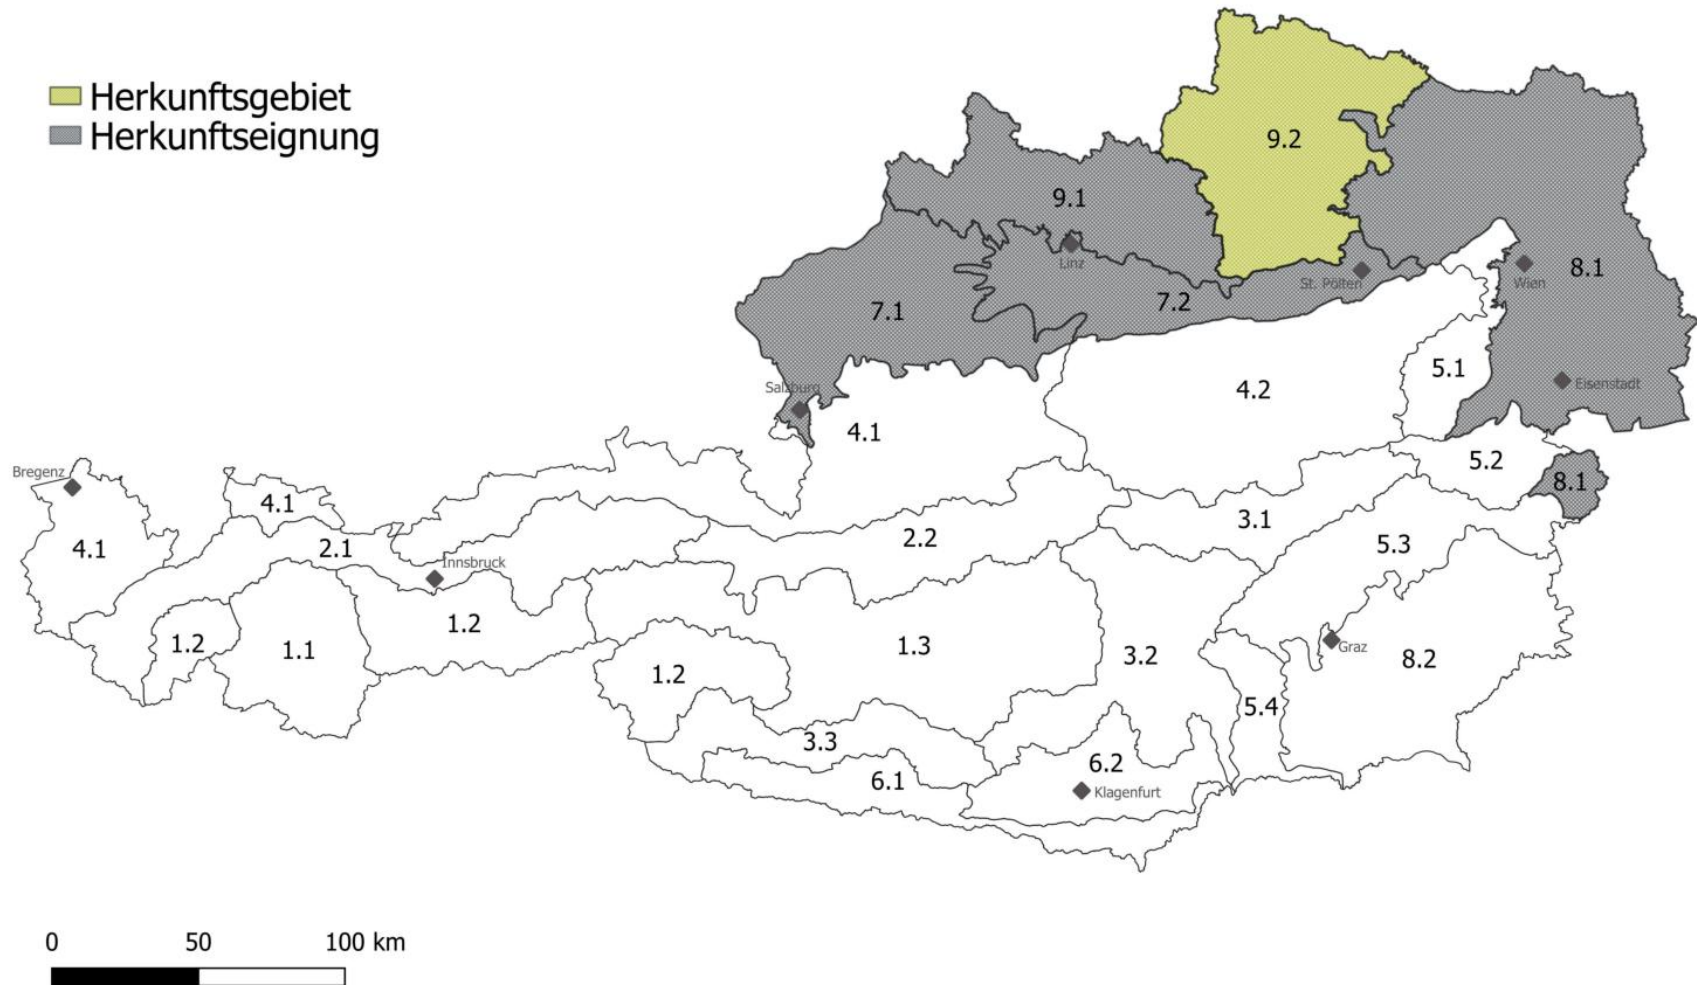 Herkunftsgebiet
Herkunftseignung
9.2
9.1
Linz
8.1
St. Pölten
Wien
7.2
7.1
5.1
Eisenstadt
4.2
Salzburg
4.1
5.2
Bregenz
8.1
4.1
3.1
2.2
5.3
4.1
2.1
Innsbruck
1.2
1.2
1.1
1.3
3.2
Graz
8.2
1.2
5.4
3.3
6.2
6.1
Klagenfurt
0 50 100 km